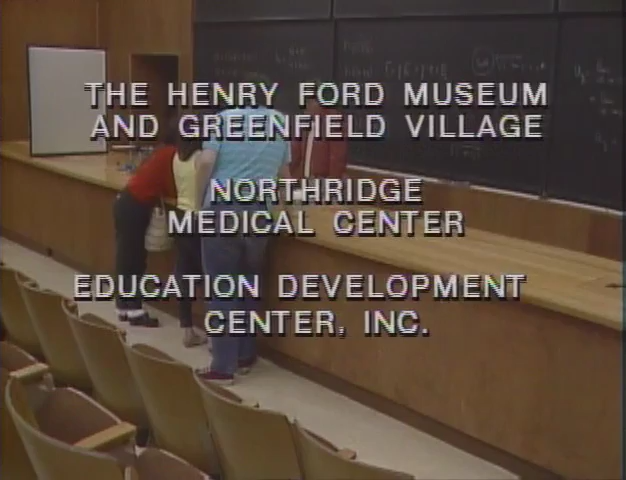 THE HENRY FORD MUSEUM
AND GREENFIELD VILLAGE
NORTHRIDGE
MEDICAL CENTER
EDUCATION DEVELOPMENT
CENTER, INC.